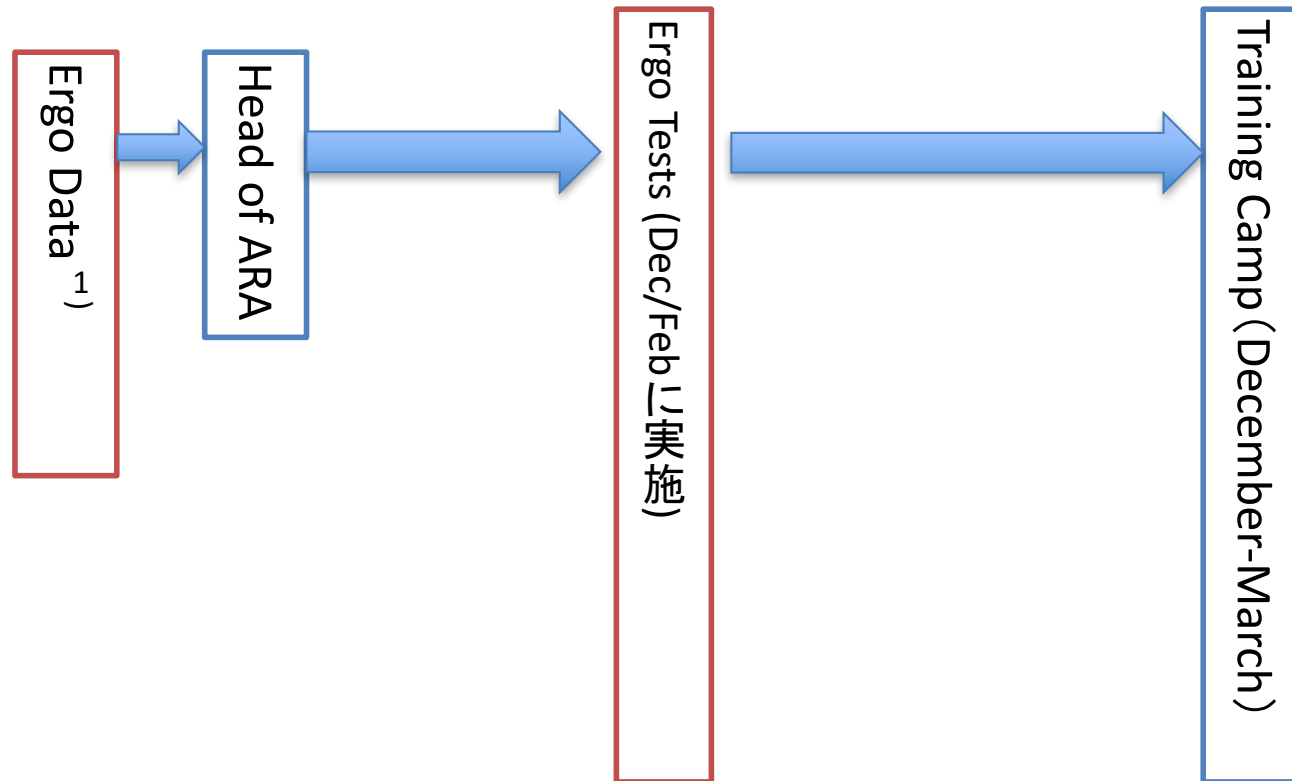 Ergo Data ¹⁾
Head of ARA
Ergo Tests (Dec/Febに実施)
Training Camp（December-March）